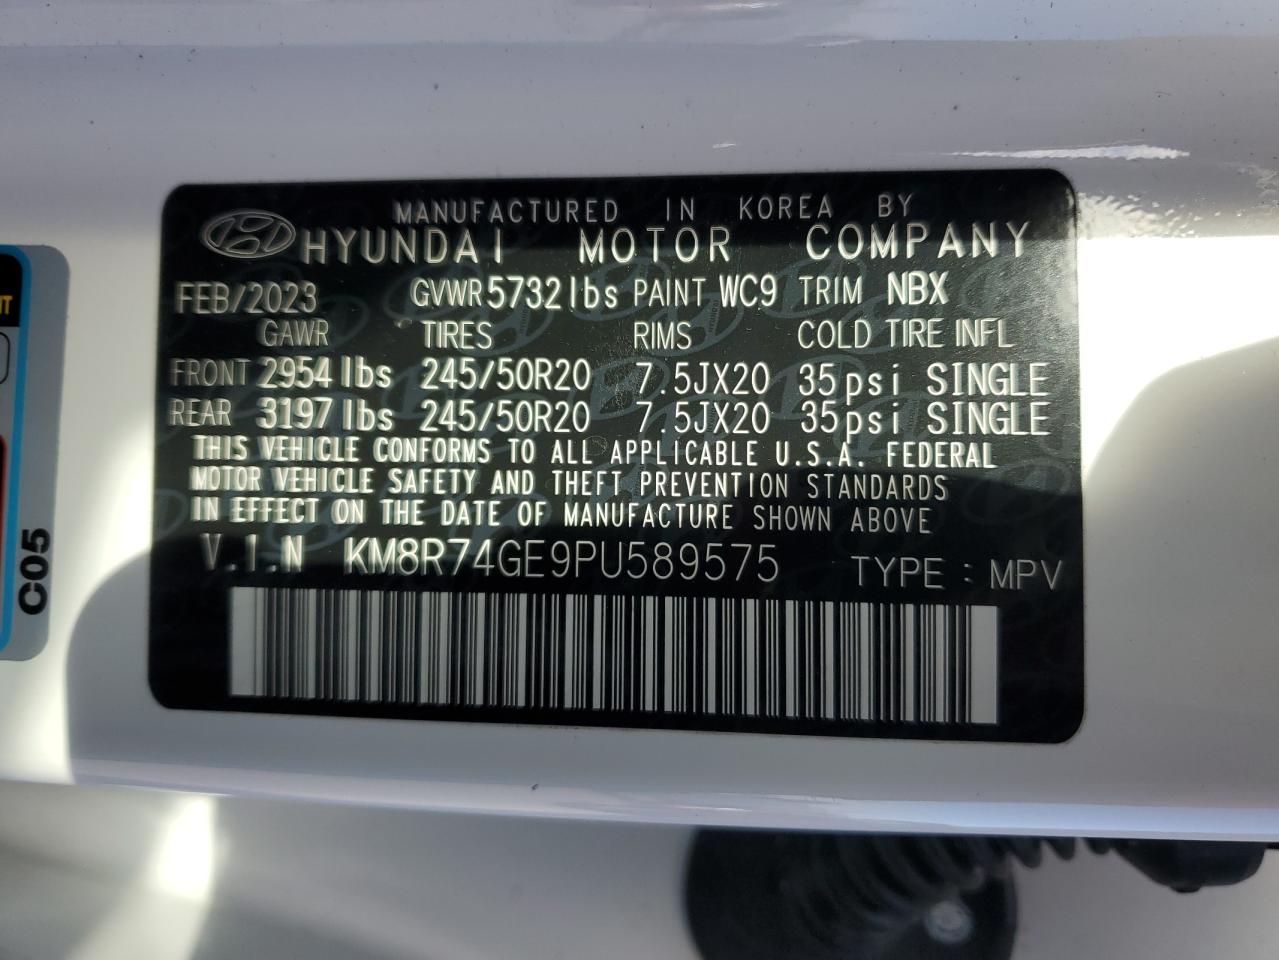 MANUFACTURED IN KOREA BY
HYUNDAI MOTOR COMPANY
FEB/2023 GVWR 5732 lbs PAINT WC9 TRIM NBX
GAWR TIRES RIMS COLD TIRE INFL
FRONT 2954 lbs 245/50R20 7.5JX20 35psi SINGLE
REAR 3197 lbs 245/50R20 7.5JX20 35psi SINGLE
THIS VEHICLE CONFORMS TO ALL APPLICABLE U.S.A. FEDERAL
MOTOR VEHICLE SAFETY AND THEFT PREVENTION STANDARDS
IN EFFECT ON THE DATE OF MANUFACTURE SHOWN ABOVE
V.I.N KM8R74GE9PU589575 TYPE : MPV
C05